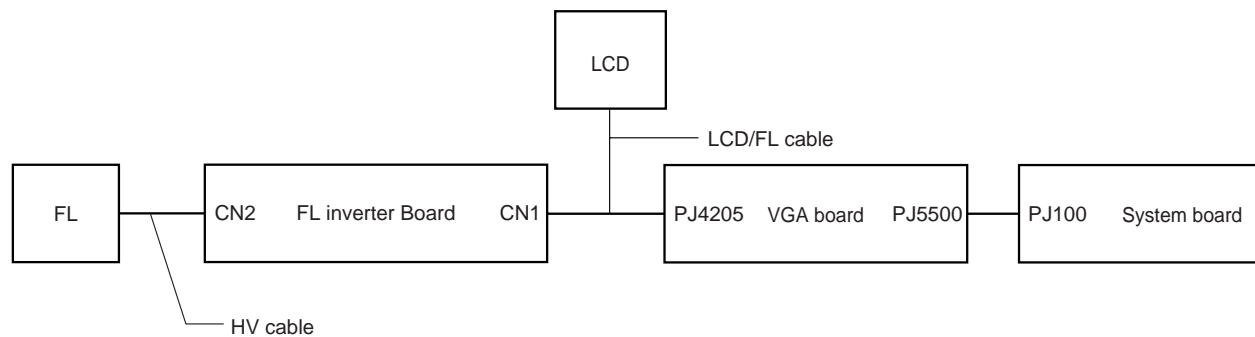 LCD
LCD/FL cable
FL
CN2
FL inverter Board
CN1
PJ4205
VGA board
PJ5500
PJ100
System board
HV cable